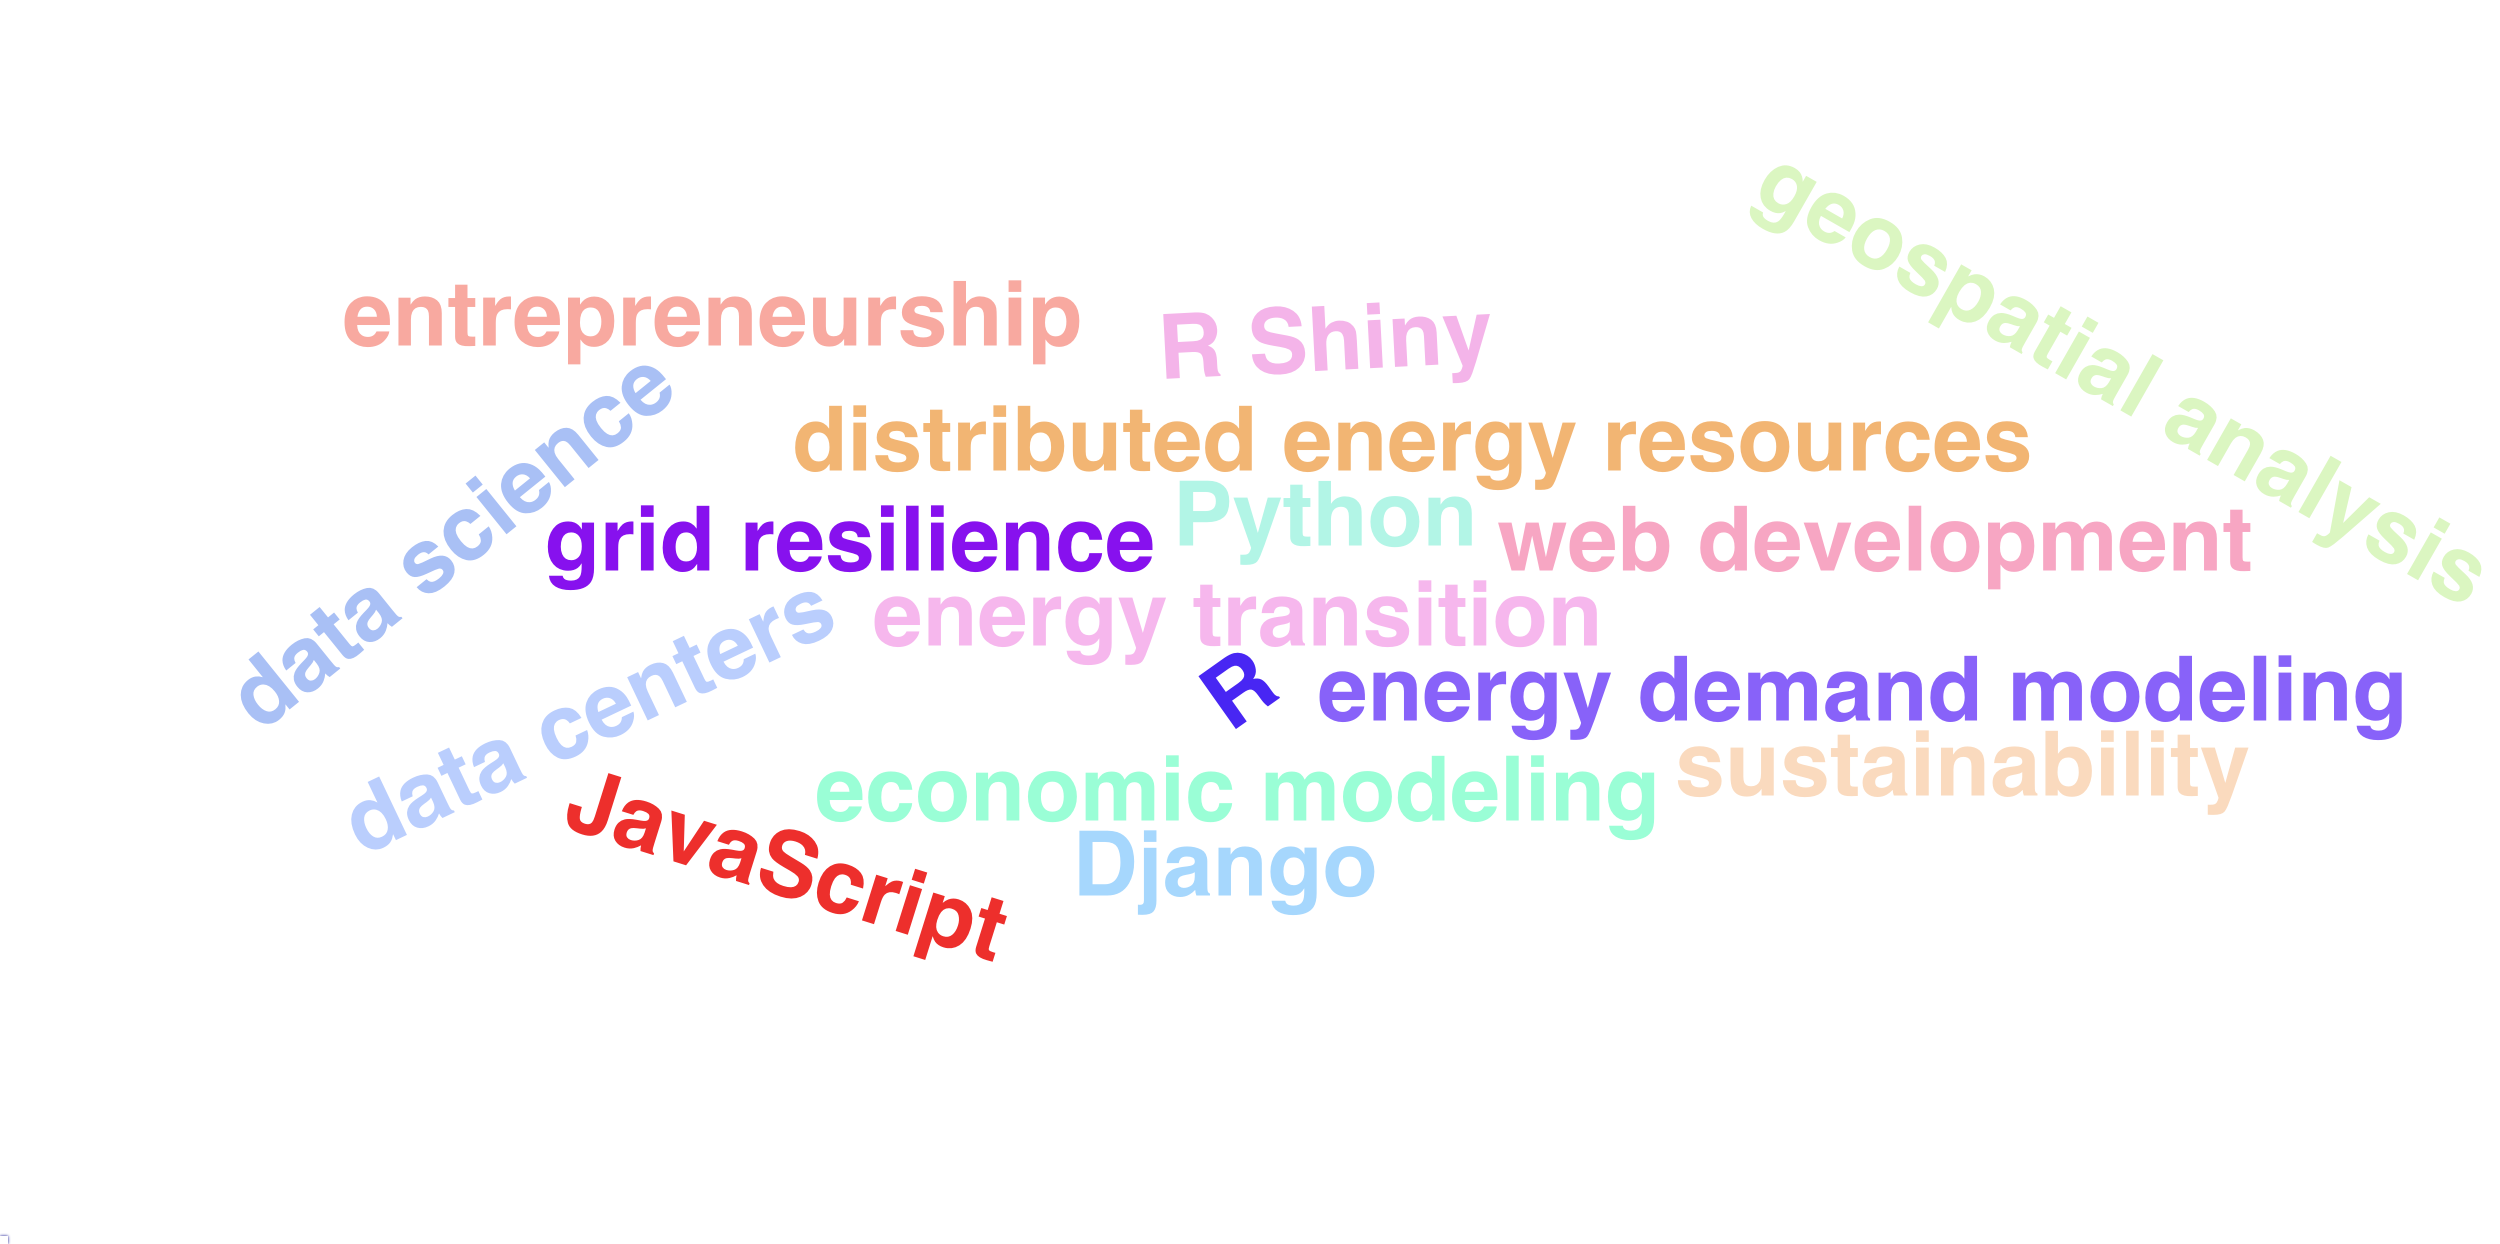 geospatial analysis
entrepreneurship
R Shiny
data science
distributed energy resources
Python
grid resilience
web development
energy transition
data centers
R
energy demand modeling
economic modeling
sustainability
JavaScript
Django